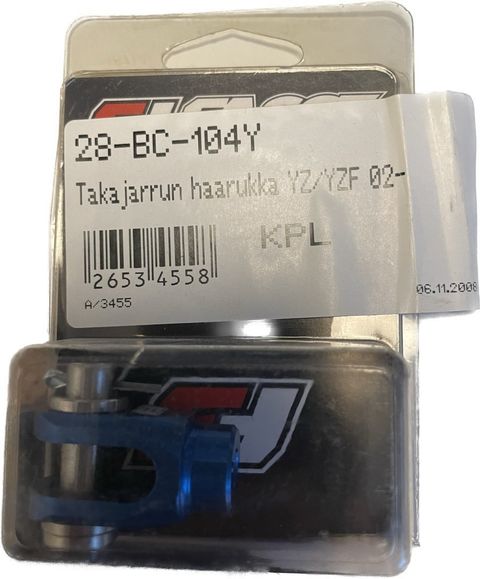 28-BC-104Y
Takajarrun haarukka YZ/YZF 02-
KPL
2653 4558
06.11.2008
A/3455